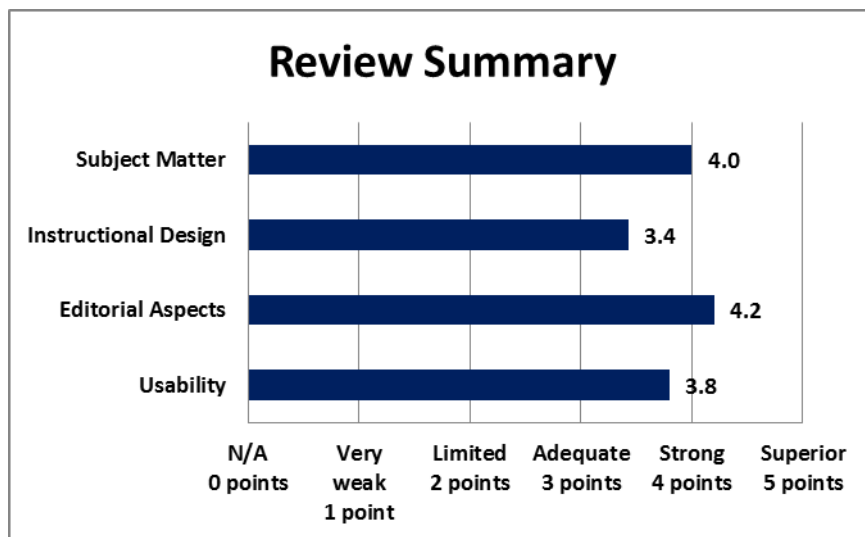 Review Summary
Subject Matter
4.0
Instructional Design
3.4
Editorial Aspects
4.2
Usability
3.8
N/A Very Limited Adequate Strong Superior
0 points weak 2 points 3 points 4 points 5 points
1 point